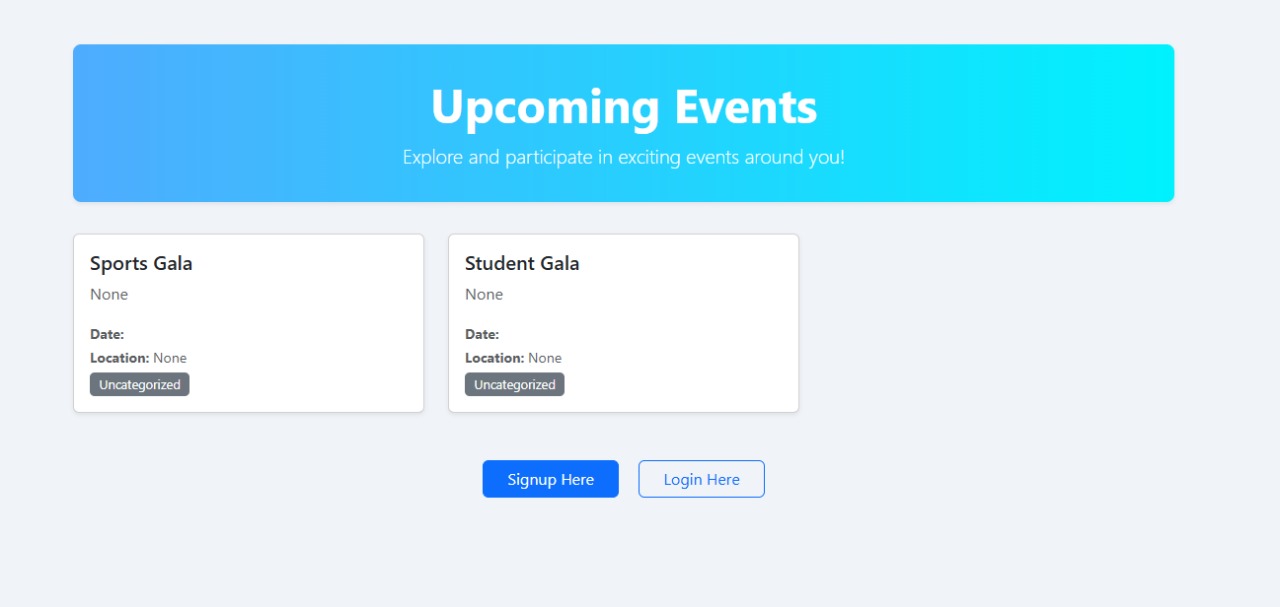 Upcoming Events
Explore and participate in exciting events around you!
Sports Gala
None
Date:
Location: None
Uncategorized
Student Gala
None
Date:
Location: None
Uncategorized
Signup Here
Login Here